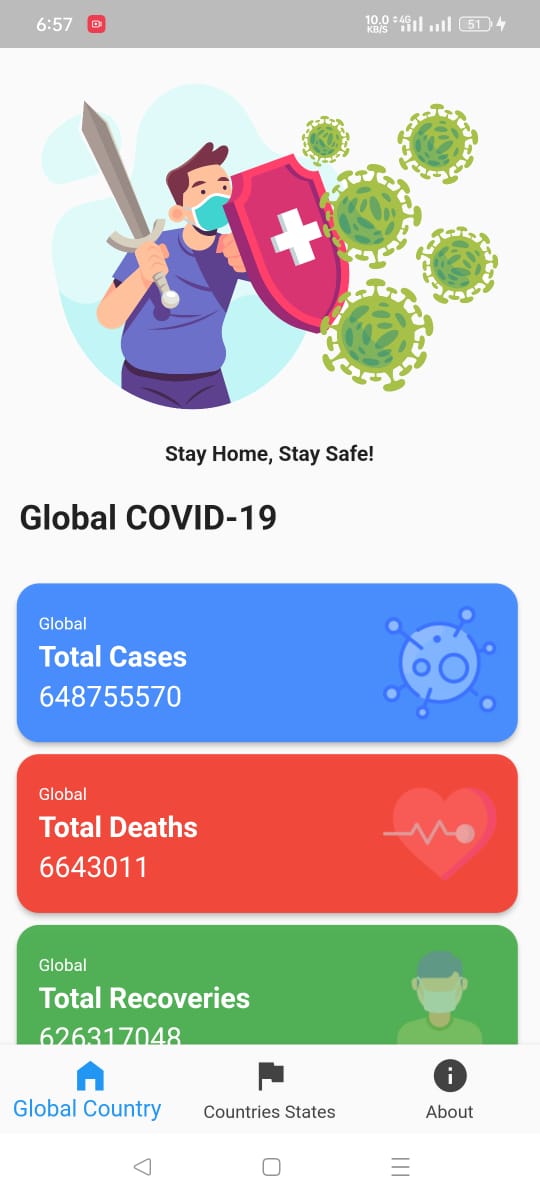 6:57
10.0 KB/S 4G 51
Stay Home, Stay Safe!
Global COVID-19
Global
Total Cases
648755570
Global
Total Deaths
6643011
Global
Total Recoveries
626317048
Global Country
Countries States
About